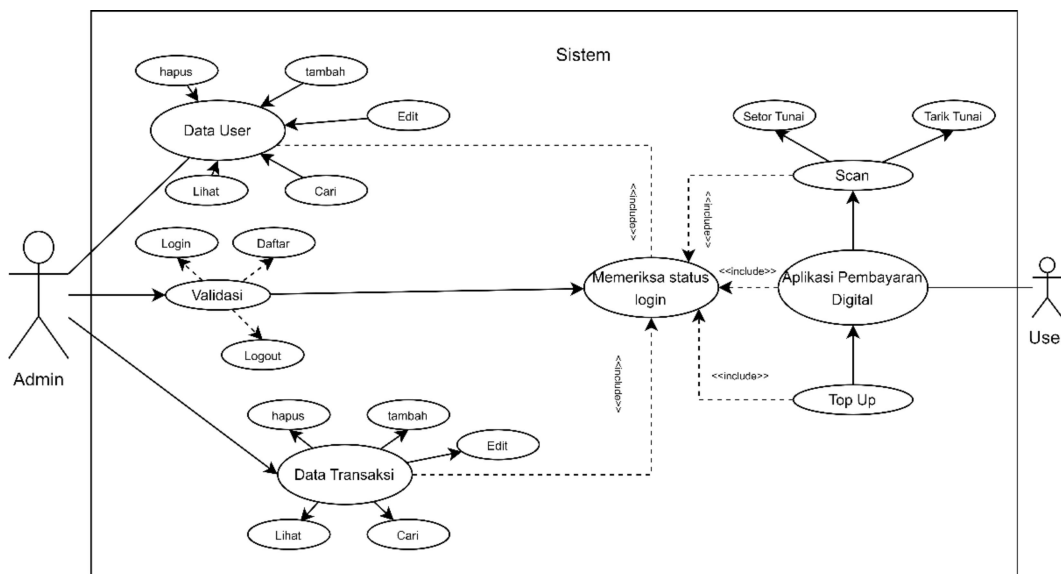 Sistem
hapus
tambah
Data User
Edit
Lihat
Cari
Setor Tunai
Tarik Tunai
Scan
<<include>>
<<include>>
Login
Daftar
Validasi
Logout
Memeriksa status
login
<<include>>
Aplikasi Pembayaran
Digital
Admin
Use
<<include>>
<<include>>
Top Up
hapus
tambah
Edit
Data Transaksi
Lihat
Cari